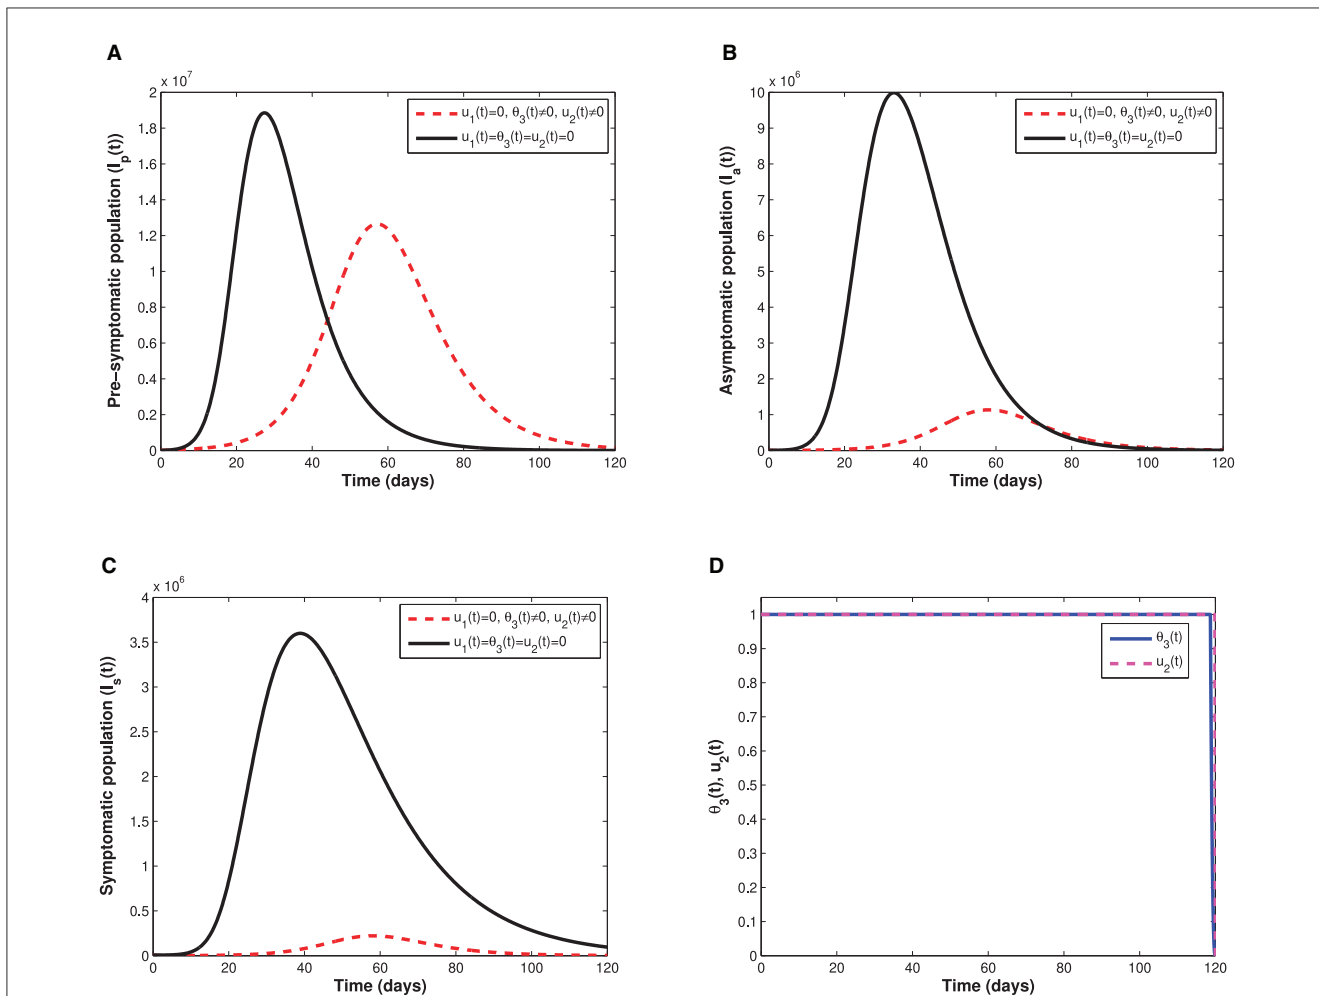 A
x 10^7
2
1.8
1.6
1.4
1.2
1
0.8
0.6
0.4
0.2
0
0 20 40 60 80 100 120
Time (days)
Pre−symptomatic population (I_p(t))
u_1(t)=0, θ_3(t)≠0, u_2(t)≠0
u_1(t)=θ_3(t)=u_2(t)=0
B
x 10^6
10
9
8
7
6
5
4
3
2
1
0
0 20 40 60 80 100 120
Time (days)
Asymptomatic population (I_a(t))
u_1(t)=0, θ_3(t)≠0, u_2(t)≠0
u_1(t)=θ_3(t)=u_2(t)=0
C
x 10^6
4
3.5
3
2.5
2
1.5
1
0.5
0
0 20 40 60 80 100 120
Time (days)
Symptomatic population (I_s(t))
u_1(t)=0, θ_3(t)≠0, u_2(t)≠0
u_1(t)=θ_3(t)=u_2(t)=0
D
1
0.9
0.8
0.7
0.6
0.5
0.4
0.3
0.2
0.1
0
0 20 40 60 80 100 120
Time (days)
θ_3(t), u_2(t)
θ_3(t)
u_2(t)